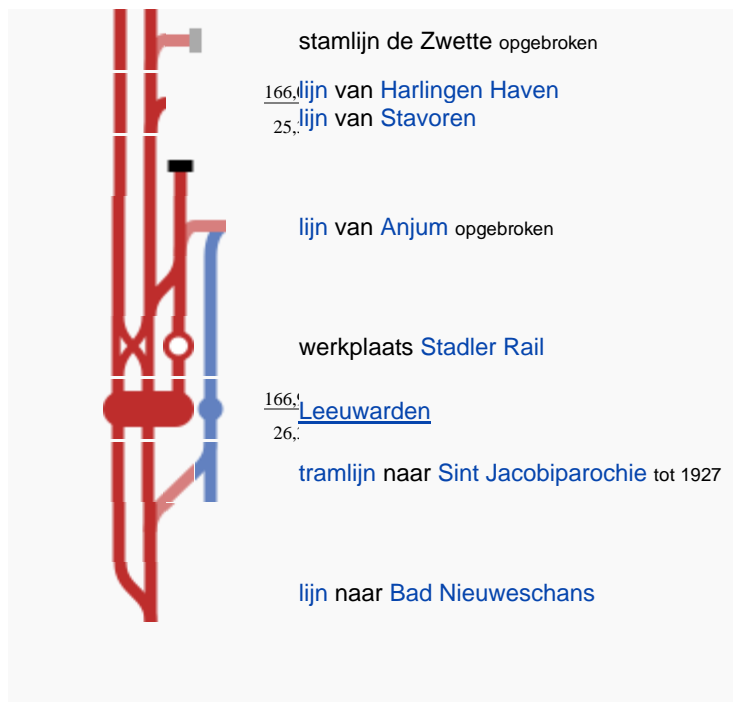 stamlijn de Zwette opgebroken
lijn van Harlingen Haven
lijn van Stavoren
lijn van Anjum opgebroken
werkplaats Stadler Rail
Leeuwarden
tramlijn naar Sint Jacobiparochie tot 1927
lijn naar Bad Nieuweschans